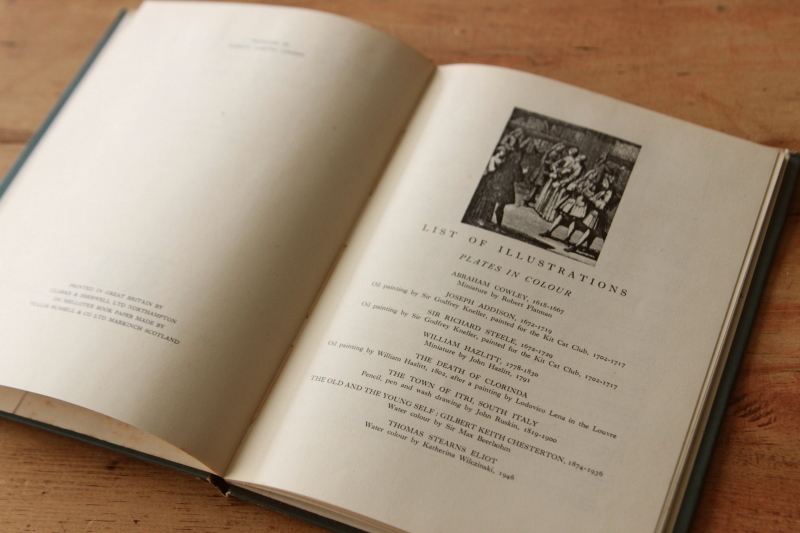 PRINTED IN GREAT BRITAIN BY
CLARKE & SHERWELL LTD NORTHAMPTON
ON MELLOTEX BOOK PAPER MADE BY
TULLIS RUSSELL & CO LTD MARKINCH SCOTLAND
LIST OF ILLUSTRATIONS
PLATES IN COLOUR
ABRAHAM COWLEY, 1618-1667
Miniature by Robert Flatman
JOSEPH ADDISON, 1672-1719
Oil painting by Sir Godfrey Kneller, painted for the Kit Cat Club, 1702-1717
SIR RICHARD STEELE, 1672-1729
Oil painting by Sir Godfrey Kneller, painted for the Kit Cat Club, 1702-1717
WILLIAM HAZLITT, 1778-1830
Miniature by John Hazlitt, 1791
THE DEATH OF CLORINDA
Oil painting by William Hazlitt, 1802, after a painting by Lodovico Lena in the Louvre
THE TOWN OF ITRI, SOUTH ITALY
Pencil, pen and wash drawing by John Ruskin, 1819-1900
THE OLD AND THE YOUNG SELF: GILBERT KEITH CHESTERTON, 1874-1936
Water colour by Sir Max Beerbohm
THOMAS STEARNS ELIOT
Water colour by Katherina Wilczinski, 1946